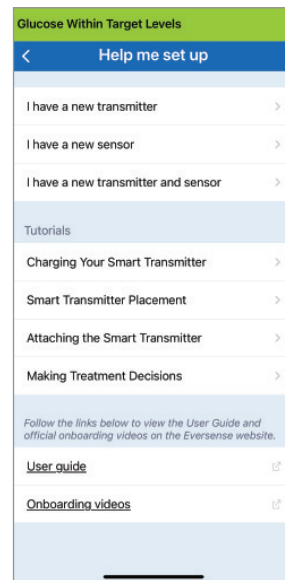 Glucose Within Target Levels
Help me set up
I have a new transmitter
I have a new sensor
I have a new transmitter and sensor
Tutorials
Charging Your Smart Transmitter
Smart Transmitter Placement
Attaching the Smart Transmitter
Making Treatment Decisions
Follow the links below to view the User Guide and
official onboarding videos on the Eversense website.
User guide
Onboarding videos